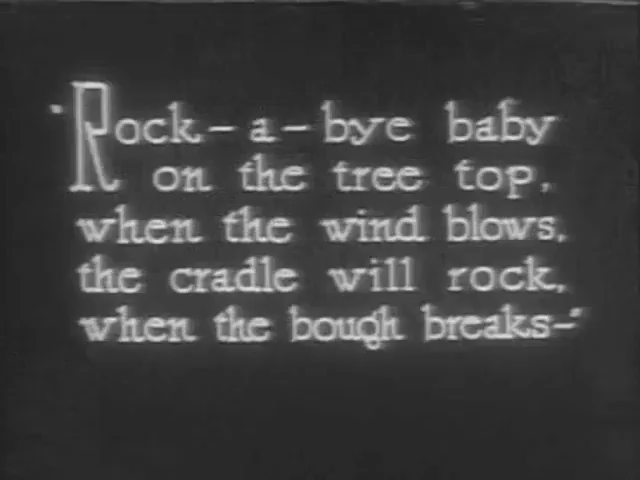 "Rock-a-bye baby
on the tree top,
when the wind blows,
the cradle will rock,
when the bough breaks-"